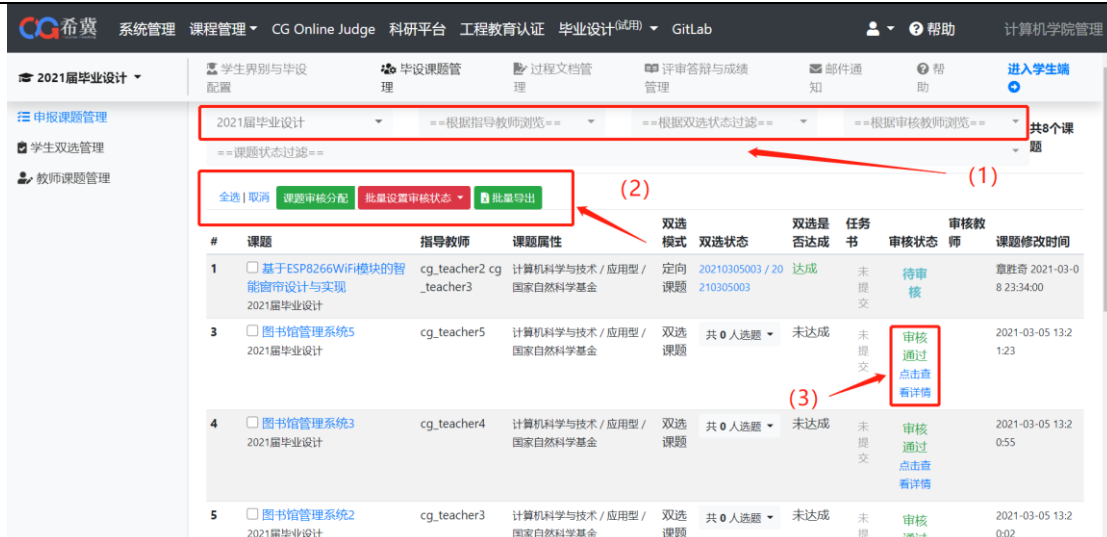 CG希冀 系统管理 课程管理 CG Online Judge 科研平台 工程教育认证 毕业设计(试用) GitLab 帮助 计算机学院管理
2021届毕业设计 学生界别与毕设配置 毕设课题管理 过程文档管理 评审答辩与成绩管理 邮件通知 帮助 进入学生端
申报课题管理
学生双选管理
教师课题管理
2021届毕业设计 ==根据指导教师浏览== ==根据双选状态过滤== ==根据审核教师浏览== 共8个课题
==课题状态过滤==
(1)
全选 | 取消 课题审核分配 批量设置审核状态 批量导出 (2)
# 课题 指导教师 课题属性 双选模式 双选状态 双选是否达成 任务书 审核状态 审核教师 课题修改时间
1 基于ESP8266WiFi模块的智能窗帘设计与实现 cg_teacher2 cg_teacher3 计算机科学与技术 / 应用型 / 国家自然科学基金 定向课题 20210305003 / 20210305003 达成 未提交 待审核 章胜奇 2021-03-08 23:34:00
2021届毕业设计
3 图书馆管理系统5 cg_teacher5 计算机科学与技术 / 应用型 / 国家自然科学基金 双选课题 共 0 人选题 未达成 未提交 审核通过 点击查看详情 2021-03-05 13:21:23
2021届毕业设计
(3)
4 图书馆管理系统3 cg_teacher4 计算机科学与技术 / 应用型 / 国家自然科学基金 双选课题 共 0 人选题 未达成 未提交 审核通过 点击查看详情 2021-03-05 13:20:55
2021届毕业设计
5 图书馆管理系统2 cg_teacher3 计算机科学与技术 / 应用型 / 国家自然科学基金 双选课题 共 0 人选题 未达成 未提 审核通过 2021-03-05 13:20:02
2021届毕业设计